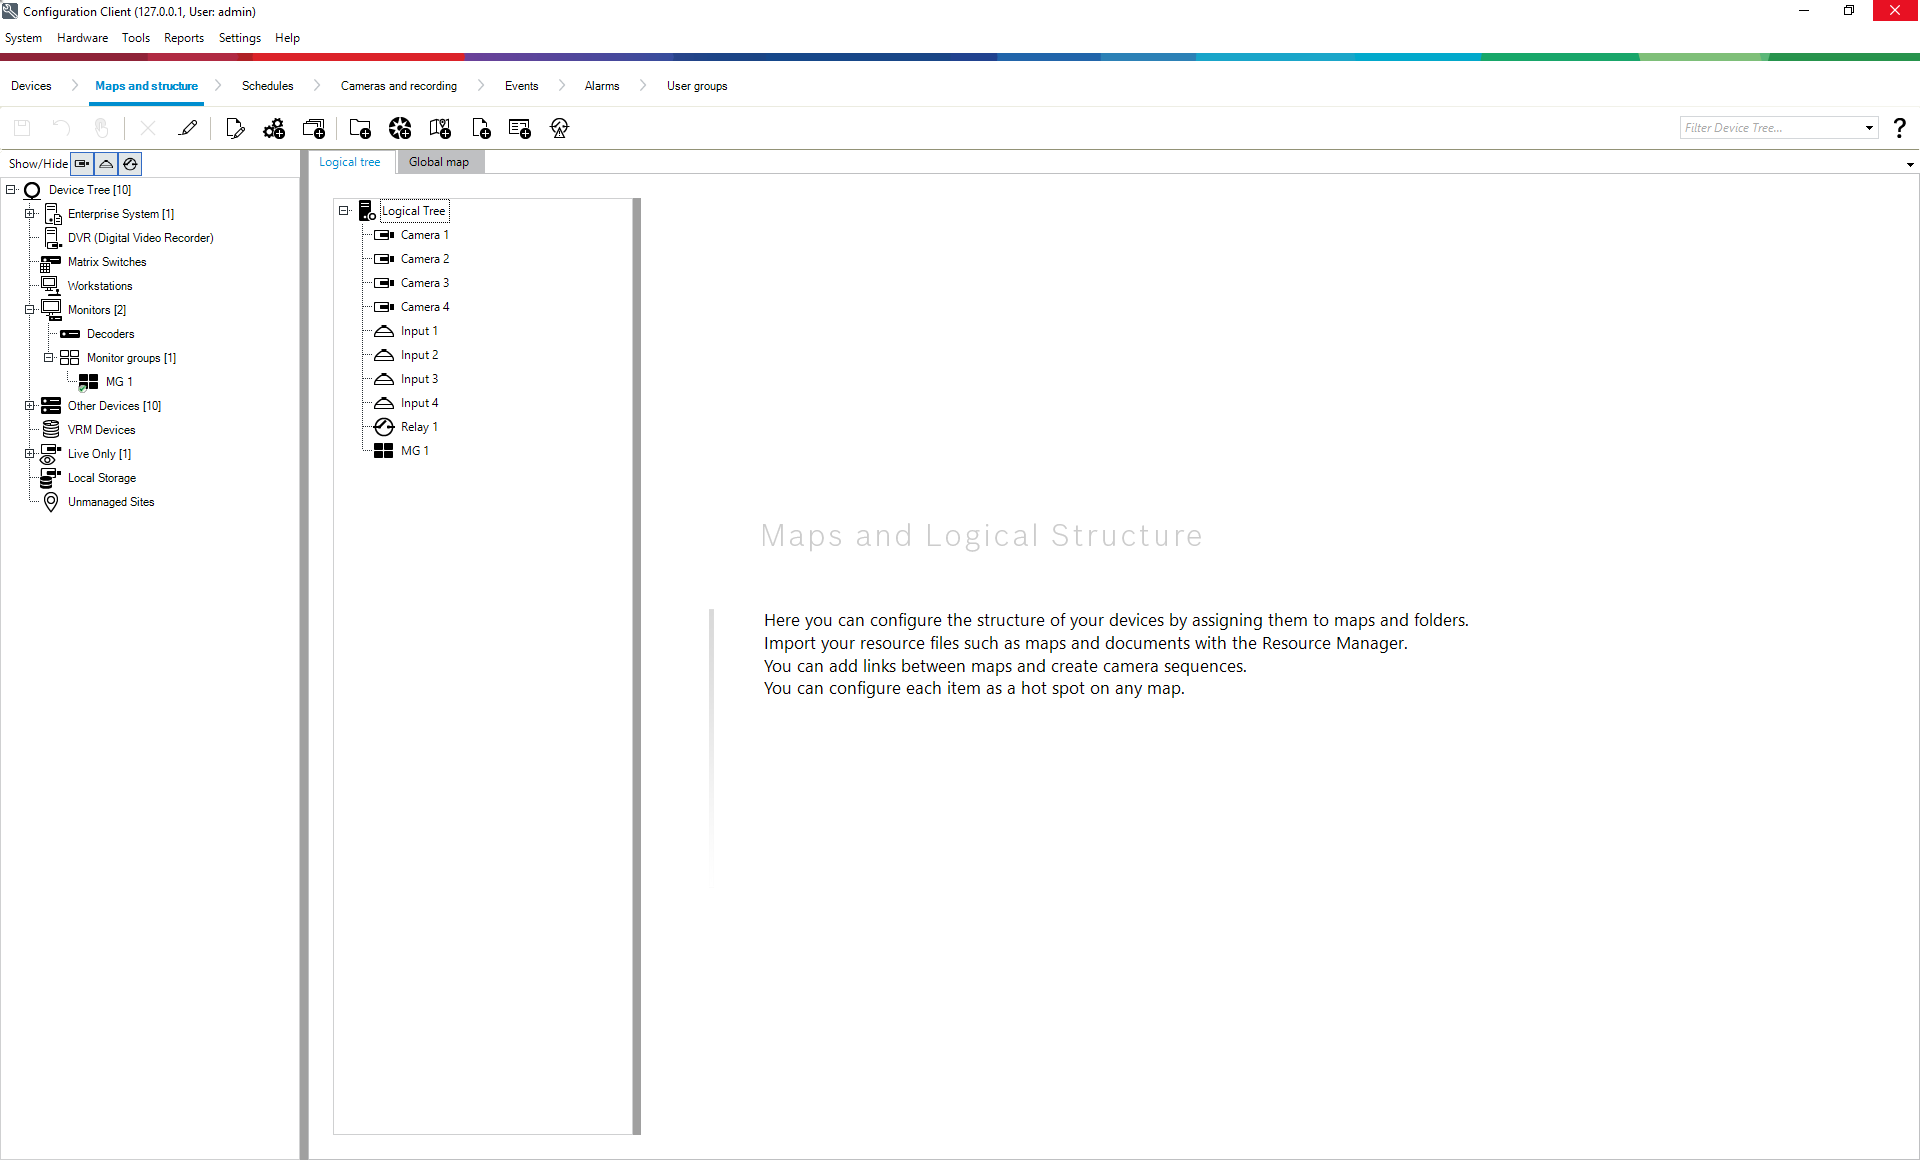 Configuration Client (127.0.0.1, User: admin)
System Hardware Tools Reports Settings Help
Devices Maps and structure Schedules Cameras and recording Events Alarms User groups
Filter Device Tree... ?
Show/Hide
Logical tree Global map
Device Tree [10]
Enterprise System [1]
DVR (Digital Video Recorder)
Matrix Switches
Workstations
Monitors [2]
Decoders
Monitor groups [1]
MG 1
Other Devices [10]
VRM Devices
Live Only [1]
Local Storage
Unmanaged Sites
Logical Tree
Camera 1
Camera 2
Camera 3
Camera 4
Input 1
Input 2
Input 3
Input 4
Relay 1
MG 1
Maps and Logical Structure
Here you can configure the structure of your devices by assigning them to maps and folders.
Import your resource files such as maps and documents with the Resource Manager.
You can add links between maps and create camera sequences.
You can configure each item as a hot spot on any map.